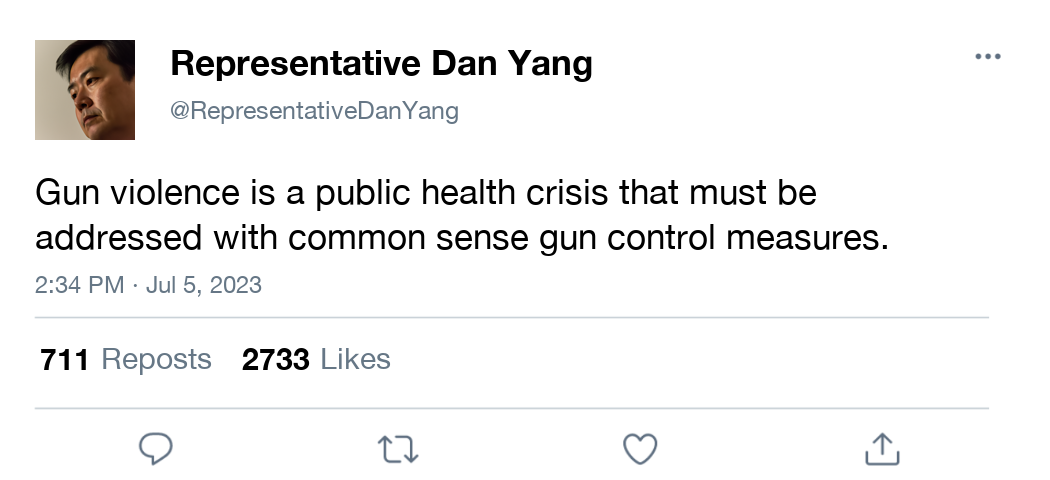 Representative Dan Yang
@RepresentativeDanYang
Gun violence is a public health crisis that must be
addressed with common sense gun control measures.
2:34 PM · Jul 5, 2023
711 Reposts 2733 Likes